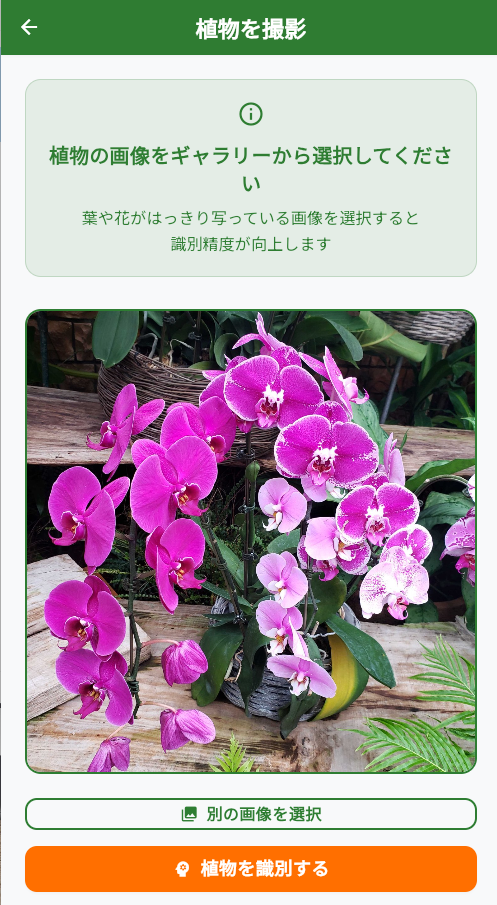 植物を撮影
植物の画像をギャラリーから選択してくださ
い
葉や花がはっきり写っている画像を選択すると
識別精度が向上します
別の画像を選択
植物を識別する